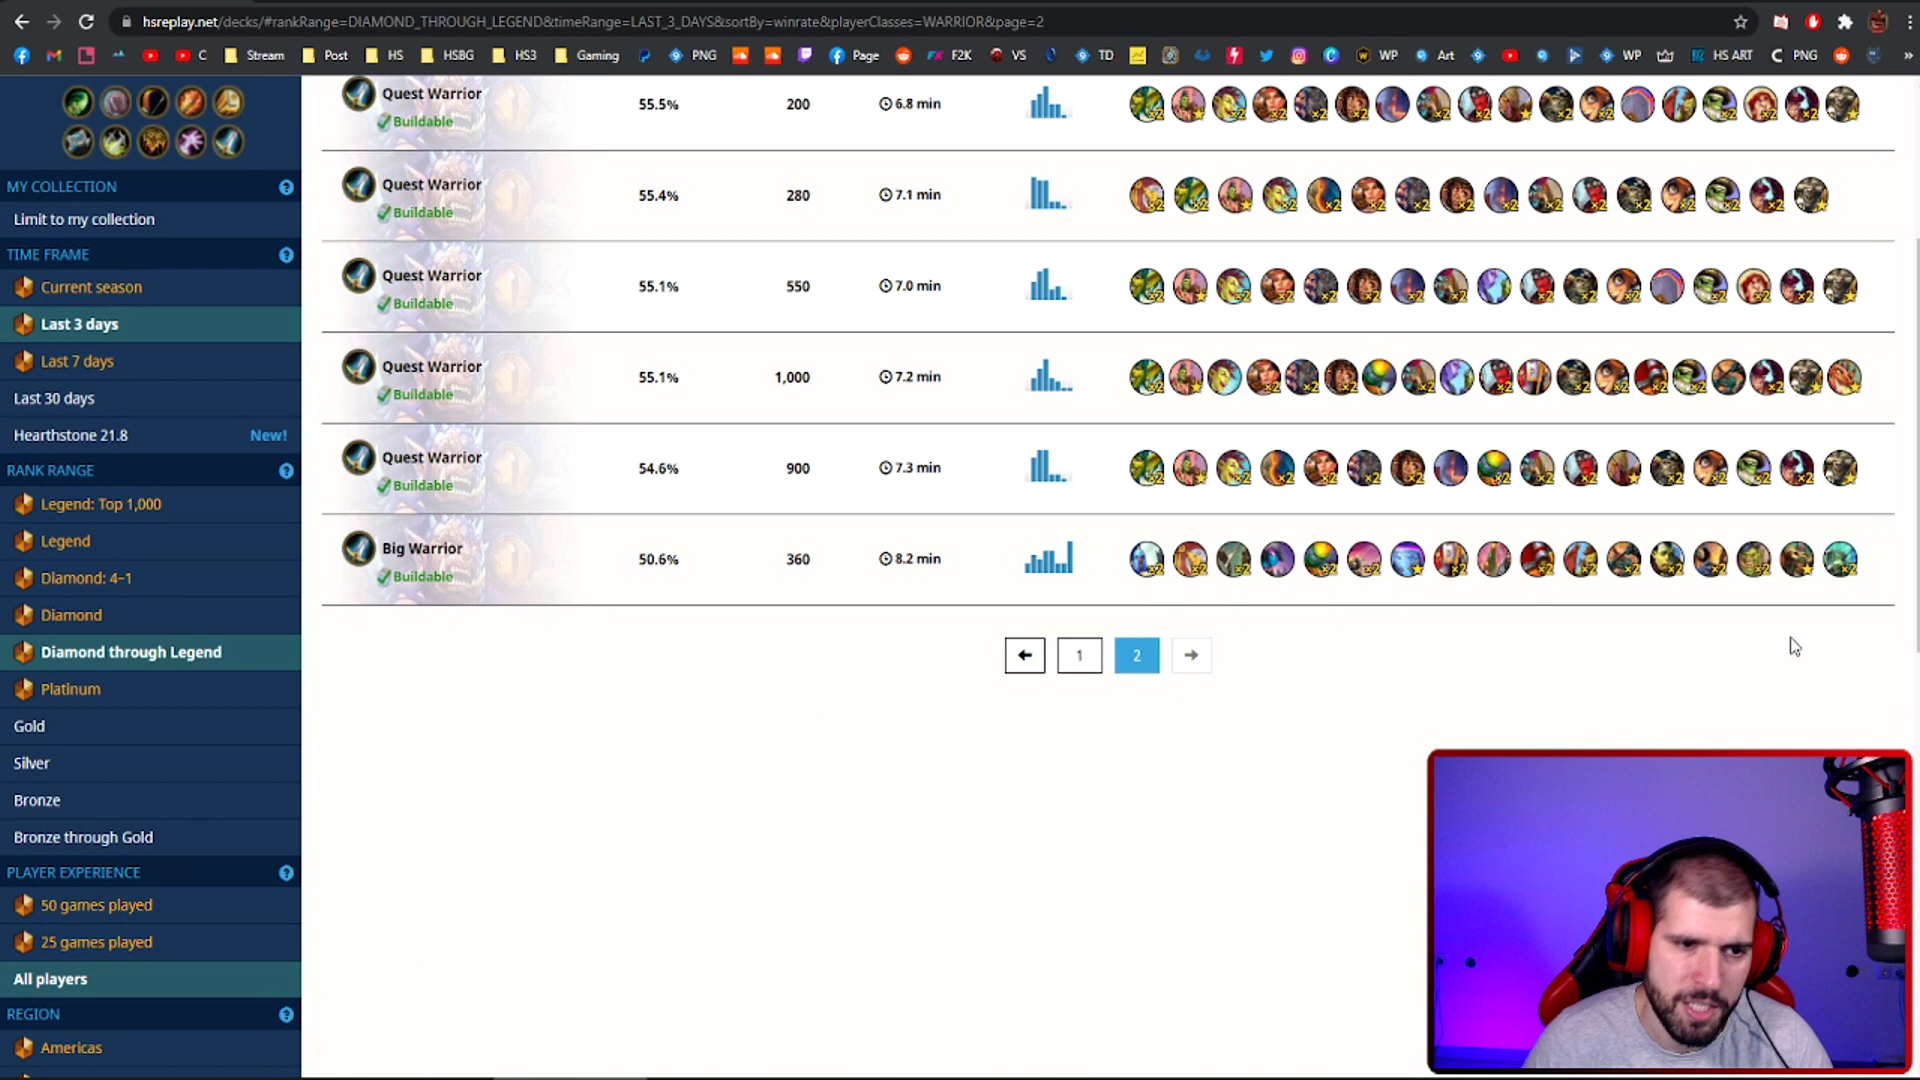 hsreplay.net/decks/#rankRange=DIAMOND_THROUGH_LEGEND&timeRange=LAST_3_DAYS&sortBy=winrate&playerClasses=WARRIOR&page=2
C Stream Post HS HSBG HS3 Gaming PNG Page F2K VS TD WP Art WP HS ART PNG »
MY COLLECTION ?
Limit to my collection
TIME FRAME ?
Current season
Last 3 days
Last 7 days
Last 30 days
Hearthstone 21.8 New!
RANK RANGE ?
Legend: Top 1,000
Legend
Diamond: 4–1
Diamond
Diamond through Legend
Platinum
Gold
Silver
Bronze
Bronze through Gold
PLAYER EXPERIENCE ?
50 games played
25 games played
All players
REGION ?
Americas
Quest Warrior 55.5% 200 6.8 min
Buildable
Quest Warrior 55.4% 280 7.1 min
Buildable
Quest Warrior 55.1% 550 7.0 min
Buildable
Quest Warrior 55.1% 1,000 7.2 min
Buildable
Quest Warrior 54.6% 900 7.3 min
Buildable
Big Warrior 50.6% 360 8.2 min
Buildable
1 2